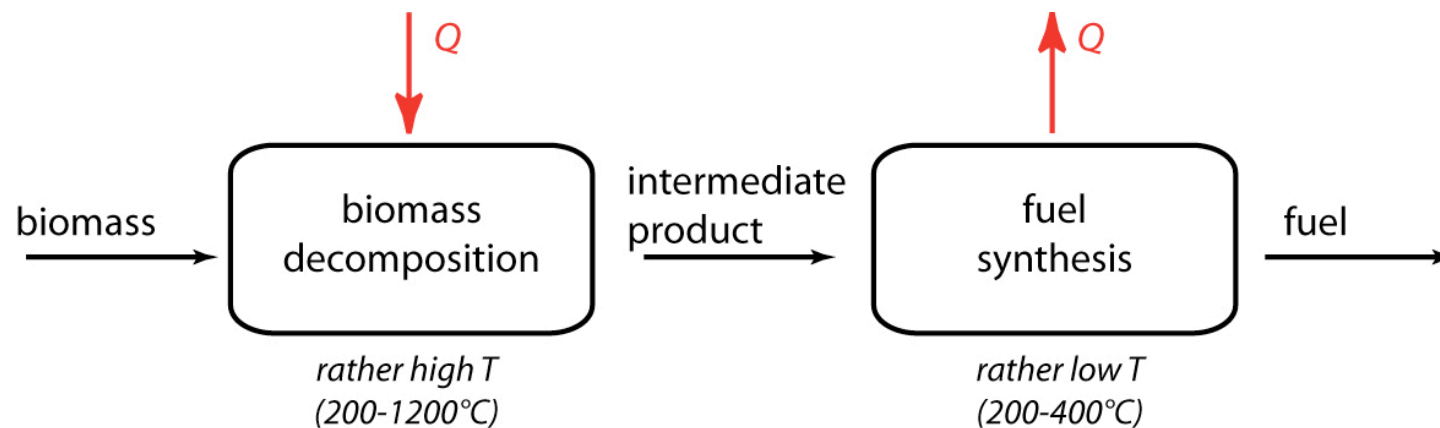 Q
Q
biomass
biomass
decomposition
intermediate
product
fuel
synthesis
fuel
rather high T
(200-1200°C)
rather low T
(200-400°C)